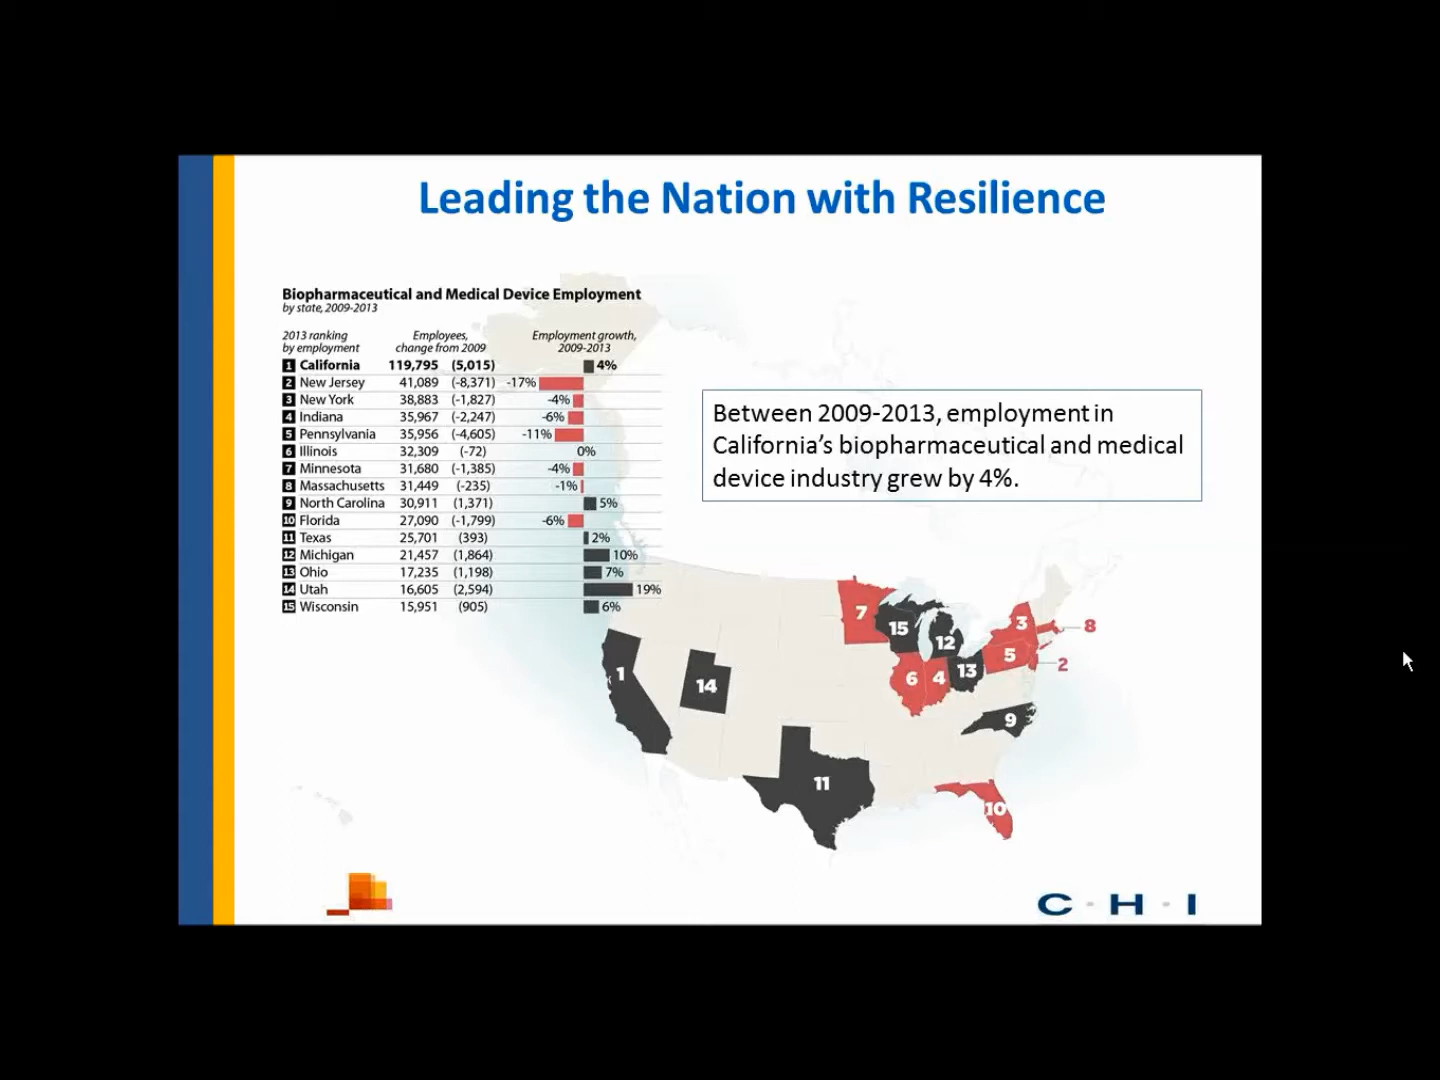 Leading the Nation with Resilience
Biopharmaceutical and Medical Device Employment
by state, 2009-2013
2013 ranking Employees, Employment growth,
by employment change from 2009 2009-2013
1 California 119,795 (5,015) 4%
2 New Jersey 41,089 (-8,371) -17%
3 New York 38,883 (-1,827) -4%
4 Indiana 35,967 (-2,247) -6%
5 Pennsylvania 35,956 (-4,605) -11%
6 Illinois 32,309 (-72) 0%
7 Minnesota 31,680 (-1,385) -4%
8 Massachusetts 31,449 (-235) -1%
9 North Carolina 30,911 (1,371) 5%
10 Florida 27,090 (-1,799) -6%
11 Texas 25,701 (393) 2%
12 Michigan 21,457 (1,864) 10%
13 Ohio 17,235 (1,198) 7%
14 Utah 16,605 (2,594) 19%
15 Wisconsin 15,951 (905) 6%
Between 2009-2013, employment in
California's biopharmaceutical and medical
device industry grew by 4%.
7
15
3
8
12
5
2
13
6
4
1
14
9
11
10
C·H·I